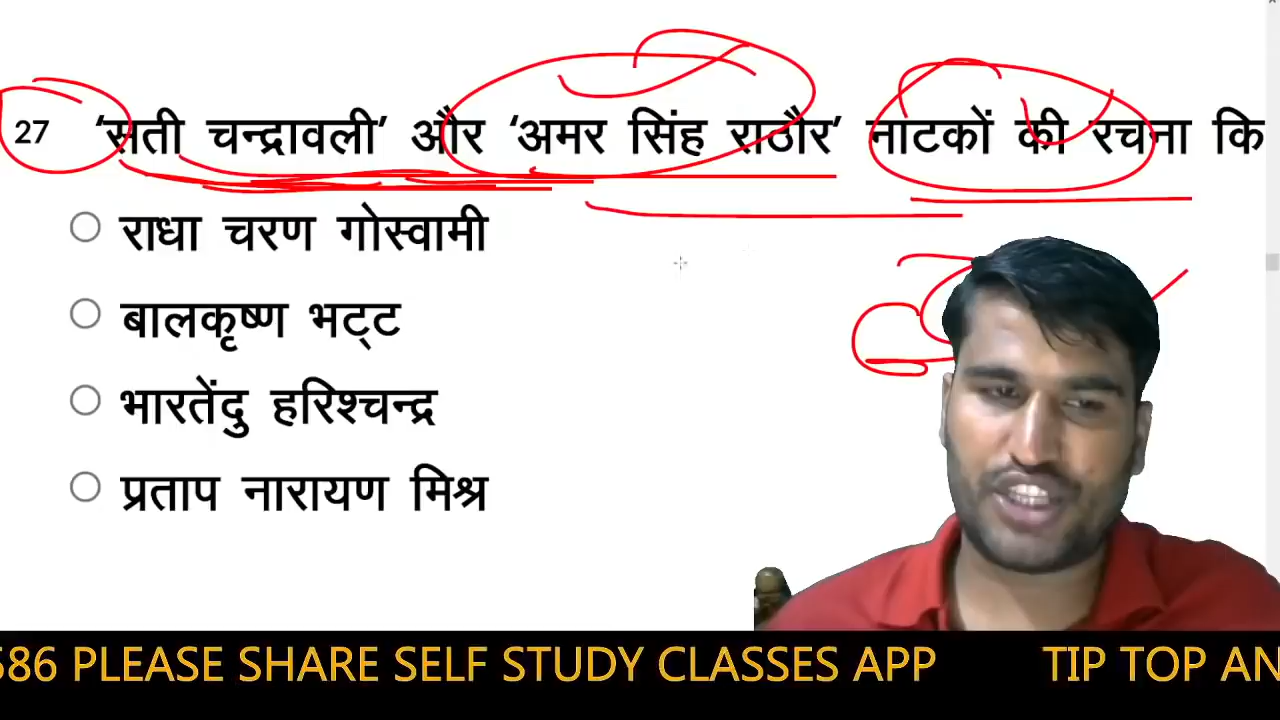 27 'सती चन्द्रावली' और 'अमर सिंह राठौर' नाटकों की रचना कि
राधा चरण गोस्वामी
बालकृष्ण भट्ट
भारतेंदु हरिश्चन्द्र
प्रताप नारायण मिश्र
586 PLEASE SHARE SELF STUDY CLASSES APP TIP TOP AN